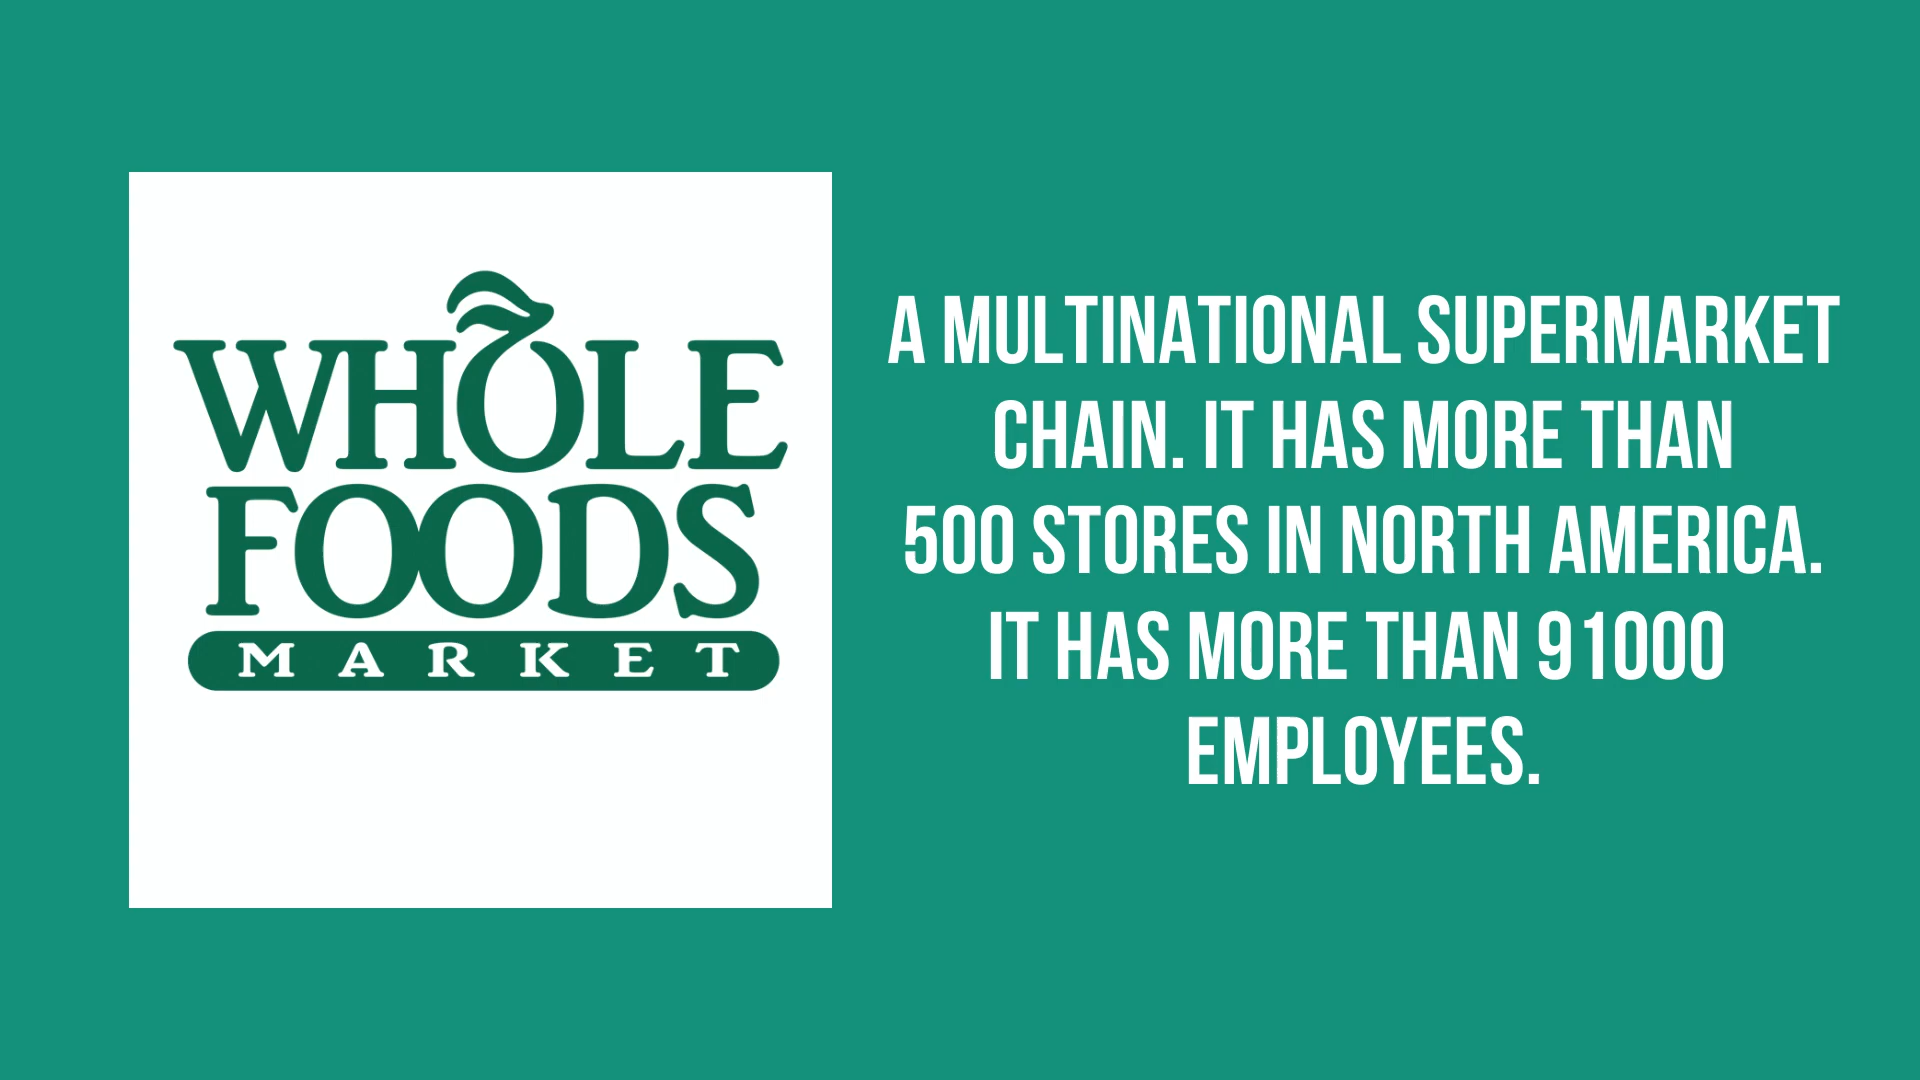 WHOLE
FOODS
MARKET
A MULTINATIONAL SUPERMARKET
CHAIN. IT HAS MORE THAN
500 STORES IN NORTH AMERICA.
IT HAS MORE THAN 91000
EMPLOYEES.